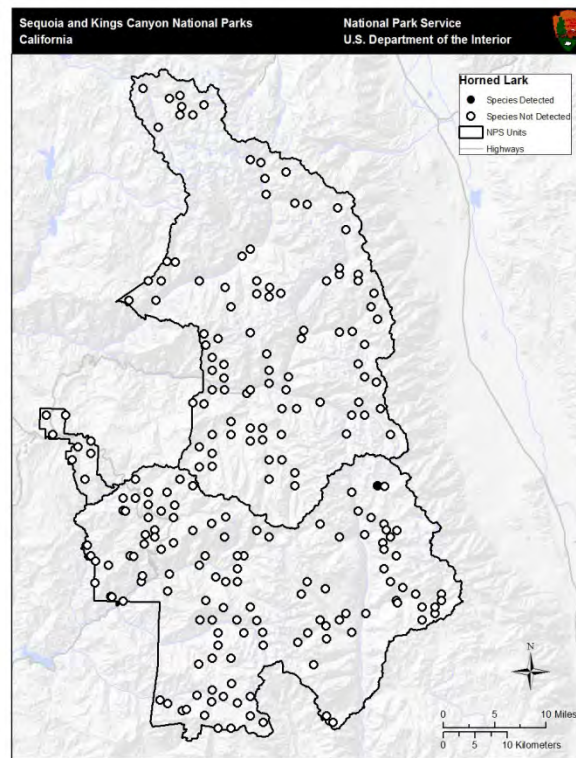 Sequoia and Kings Canyon National Parks
California
National Park Service
U.S. Department of the Interior
Horned Lark
Species Detected
Species Not Detected
NPS Units
Highways
N
0 5 10 Miles
0 5 10 Kilometers